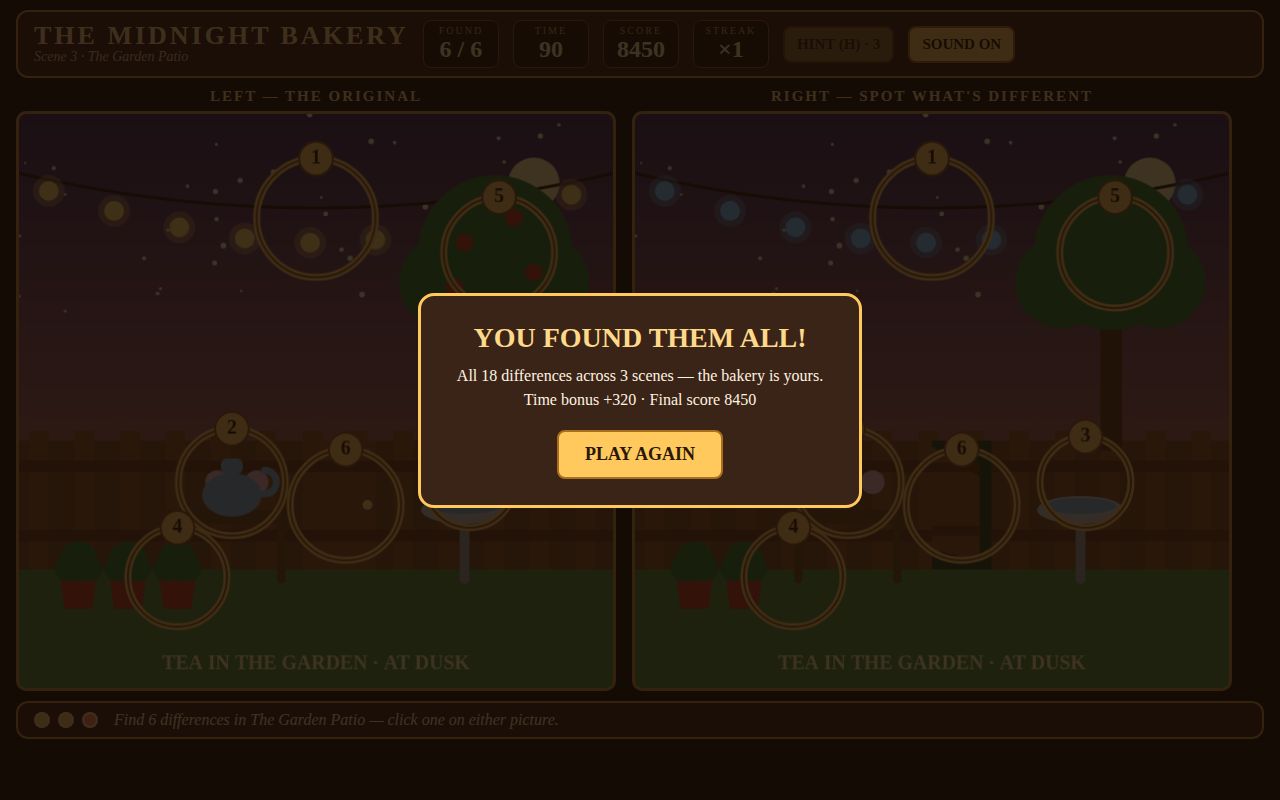 THE MIDNIGHT BAKERY
Scene 3 · The Garden Patio
FOUND
6 / 6
TIME
90
SCORE
8450
STREAK
×1
HINT (H) · 3
SOUND ON
LEFT — THE ORIGINAL
RIGHT — SPOT WHAT'S DIFFERENT
1
5
1
5
YOU FOUND THEM ALL!
All 18 differences across 3 scenes — the bakery is yours.
Time bonus +320 · Final score 8450
PLAY AGAIN
2
6
4
6
3
4
TEA IN THE GARDEN · AT DUSK
TEA IN THE GARDEN · AT DUSK
Find 6 differences in The Garden Patio — click one on either picture.